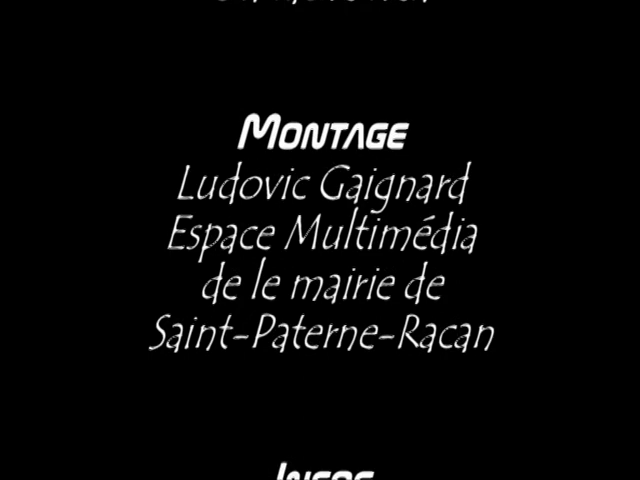 MONTAGE
Ludovic Gaignard
Espace Multimédia
de le mairie de
Saint-Paterne-Racan